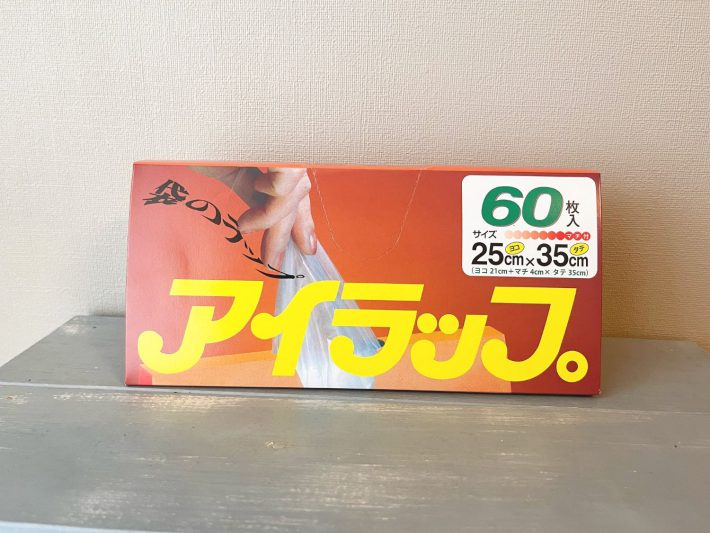 袋のラップ。
60枚入
サイズ マチ付
25cm ヨコ × 35cm タテ
(ヨコ 21cm+マチ 4cm× タテ 35cm)
アイラップ。